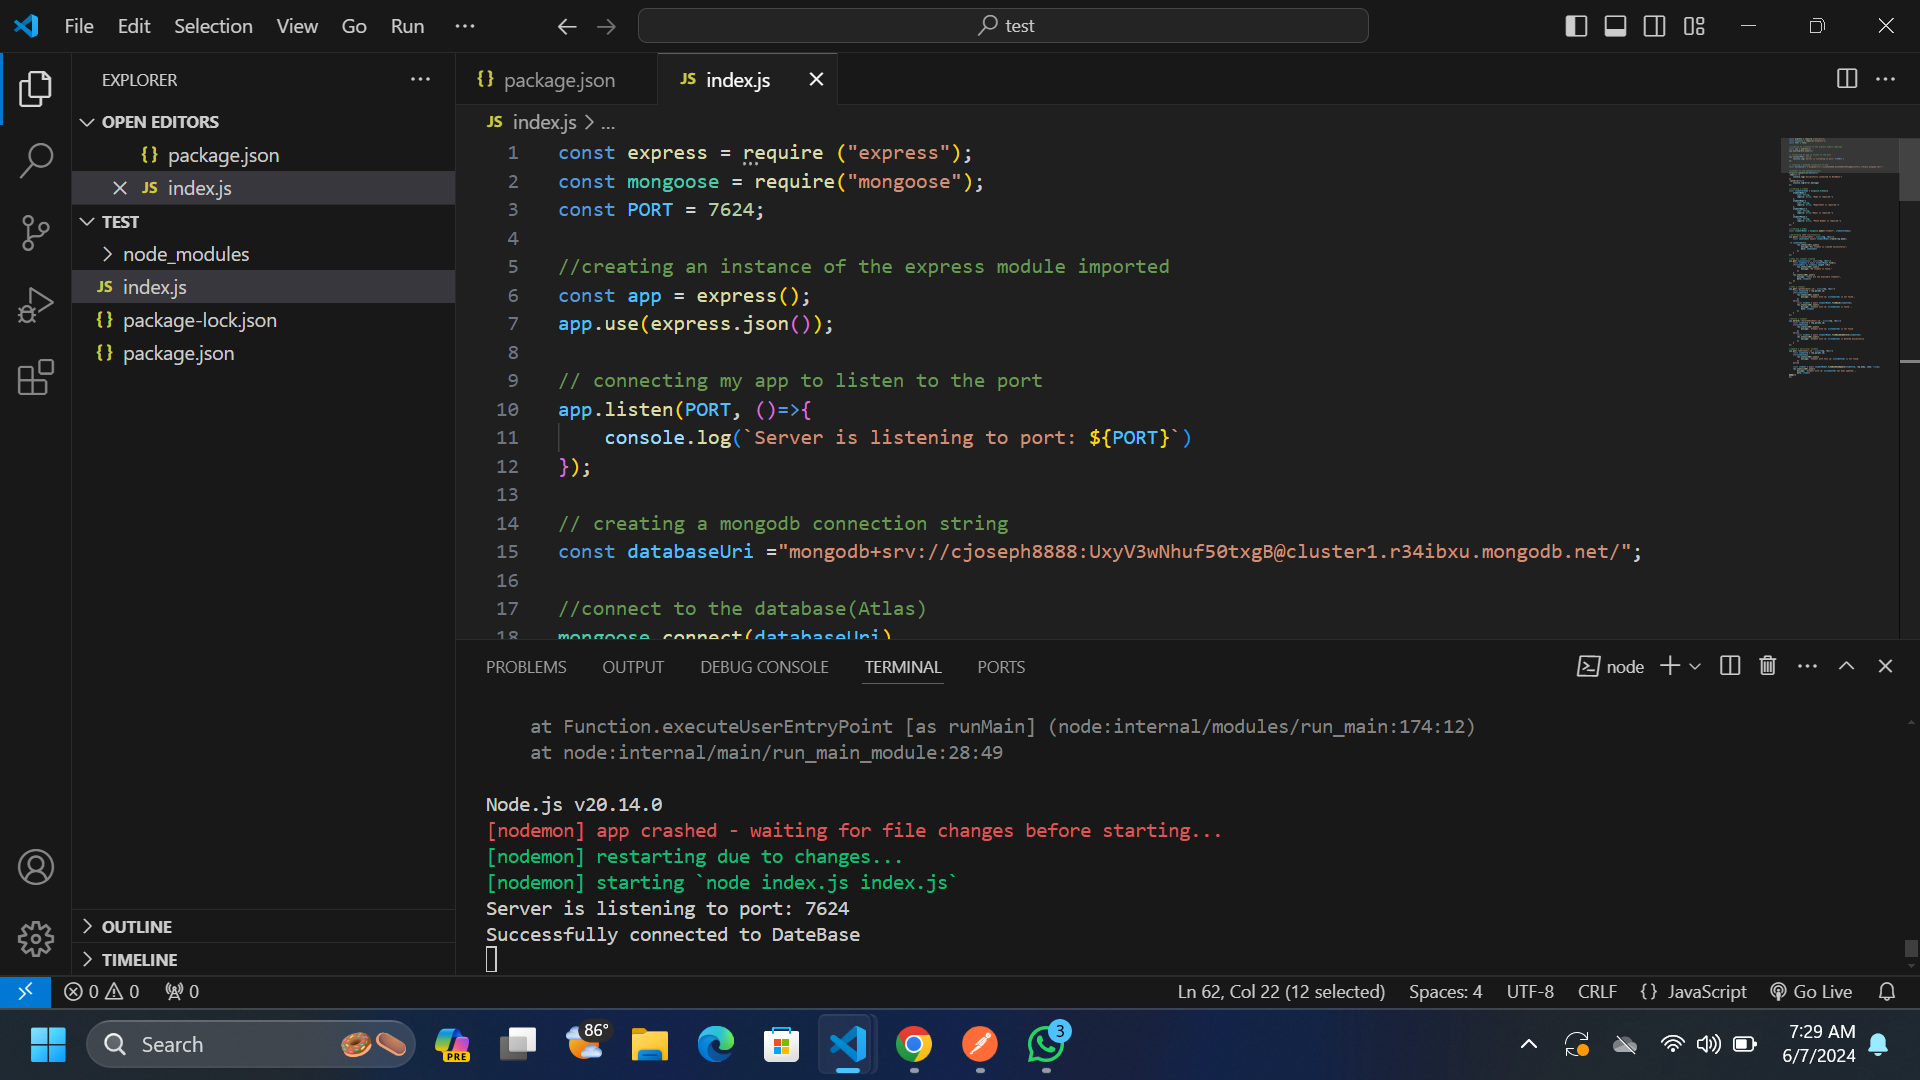 File Edit Selection View Go Run ...
test
EXPLORER
OPEN EDITORS
{} package.json
JS index.js
TEST
node_modules
JS index.js
{} package-lock.json
{} package.json
OUTLINE
TIMELINE
{} package.json
JS index.js
JS index.js > ...
1 const express = require ("express");
2 const mongoose = require("mongoose");
3 const PORT = 7624;
4
5 //creating an instance of the express module imported
6 const app = express();
7 app.use(express.json());
8
9 // connecting my app to listen to the port
10 app.listen(PORT, ()=>{
11 console.log(`Server is listening to port: ${PORT}`)
12 });
13
14 // creating a mongodb connection string
15 const databaseUri ="mongodb+srv://cjoseph8888:UxyV3wNhuf50txgB@cluster1.r34ibxu.mongodb.net/";
16
17 //connect to the database(Atlas)
18 mongoose.connect(databaseUri)
PROBLEMS OUTPUT DEBUG CONSOLE TERMINAL PORTS
node
at Function.executeUserEntryPoint [as runMain] (node:internal/modules/run_main:174:12)
at node:internal/main/run_main_module:28:49
Node.js v20.14.0
[nodemon] app crashed - waiting for file changes before starting...
[nodemon] restarting due to changes...
[nodemon] starting `node index.js index.js`
Server is listening to port: 7624
Successfully connected to DateBase
0 0 0
Ln 62, Col 22 (12 selected) Spaces: 4 UTF-8 CRLF {} JavaScript Go Live
Search
PRE
86°
3
7:29 AM
6/7/2024